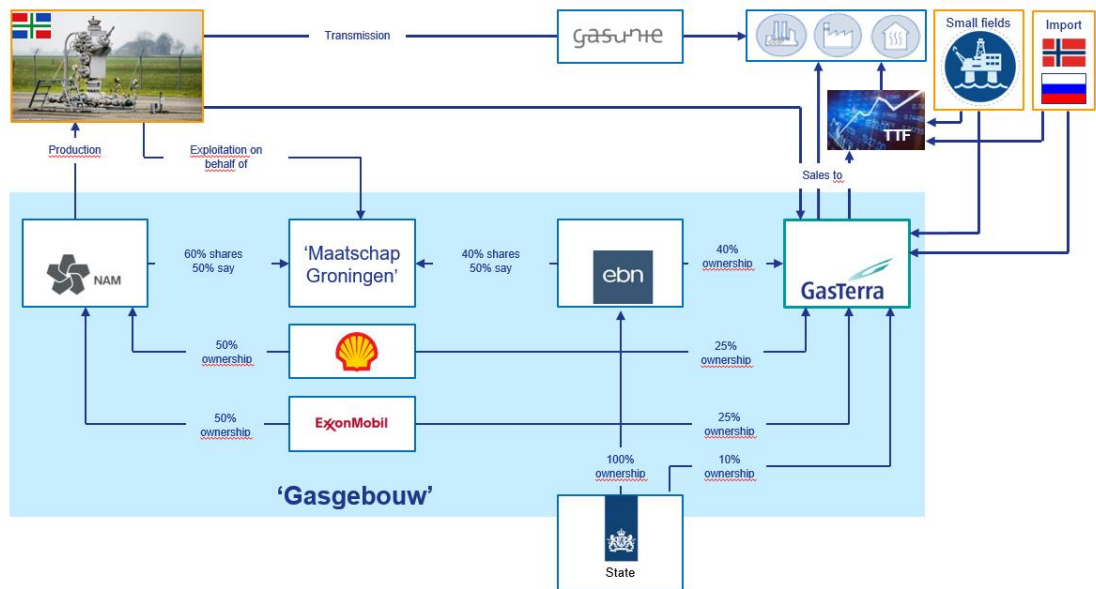 Transmission
gasunie
Small fields
Import
TTF
Production
Exploitation on
behalf of
Sales to
NAM
60% shares
50% say
‘Maatschap
Groningen’
40% shares
50% say
ebn
40%
ownership
GasTerra
50%
ownership
25%
ownership
50%
ownership
ExxonMobil
25%
ownership
100%
ownership
10%
ownership
‘Gasgebouw’
State